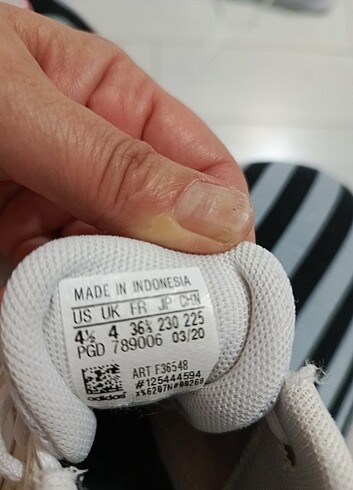 MADE IN INDONESIA
US UK FR JP CHN
4½ 4 36⅔ 230 225
PGD 789006 03/20
ART F36548
#125444594
adidas